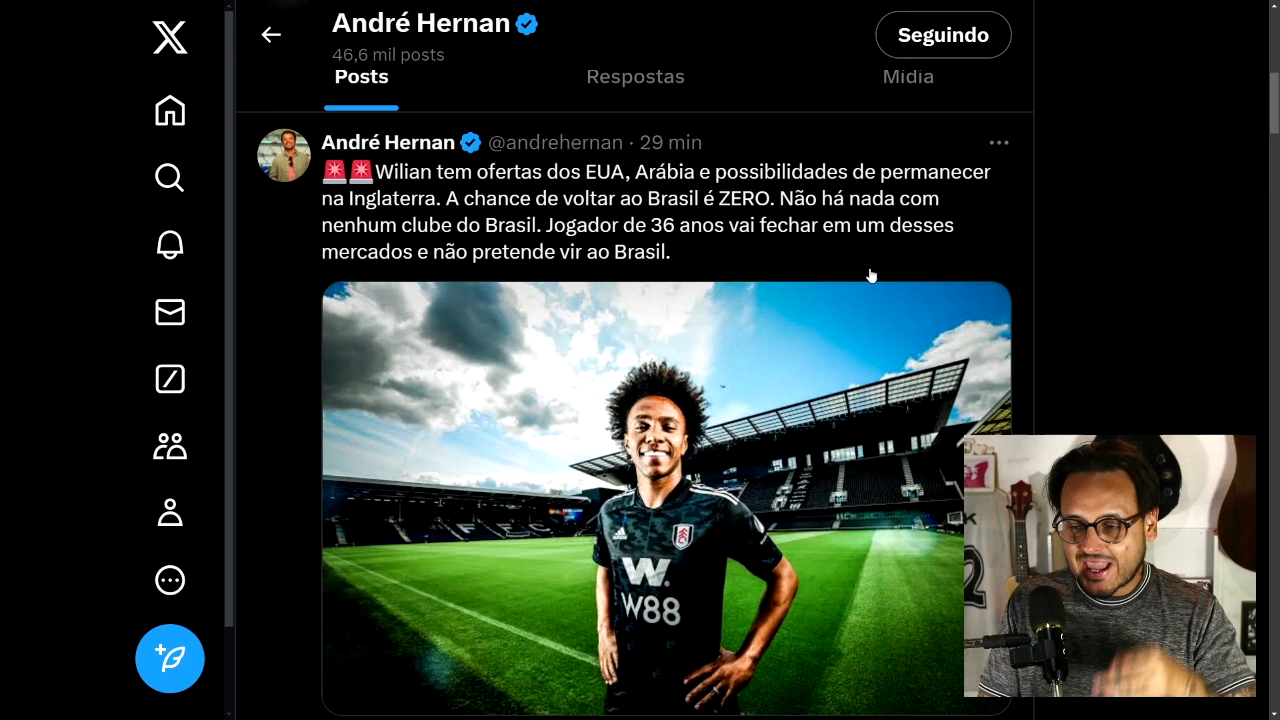 André Hernan
46,6 mil posts
Seguindo
Posts Respostas Mídia
André Hernan @andrehernan · 29 min
🚨🚨Wilian tem ofertas dos EUA, Arábia e possibilidades de permanecer
na Inglaterra. A chance de voltar ao Brasil é ZERO. Não há nada com
nenhum clube do Brasil. Jogador de 36 anos vai fechar em um desses
mercados e não pretende vir ao Brasil.
W.
W88